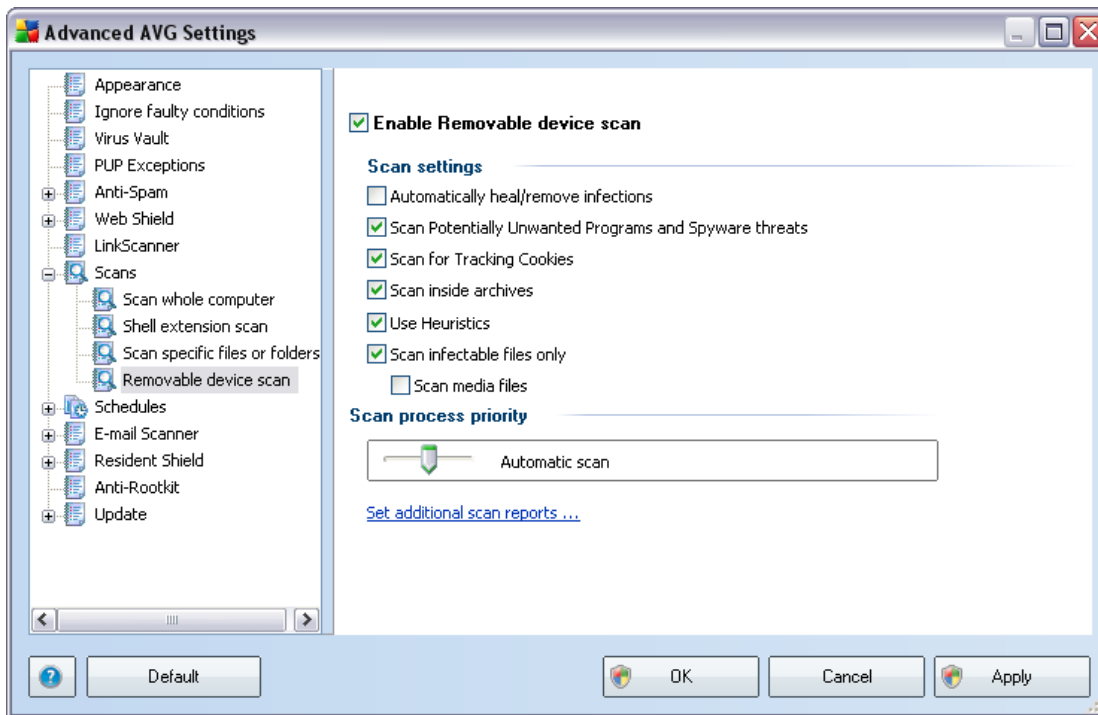 Advanced AVG Settings
Appearance
Ignore faulty conditions
Virus Vault
PUP Exceptions
Anti-Spam
Web Shield
LinkScanner
Scans
Scan whole computer
Shell extension scan
Scan specific files or folders
Removable device scan
Schedules
E-mail Scanner
Resident Shield
Anti-Rootkit
Update
Enable Removable device scan
Scan settings
Automatically heal/remove infections
Scan Potentially Unwanted Programs and Spyware threats
Scan for Tracking Cookies
Scan inside archives
Use Heuristics
Scan infectable files only
Scan media files
Scan process priority
Automatic scan
Set additional scan reports ...
? Default OK Cancel Apply